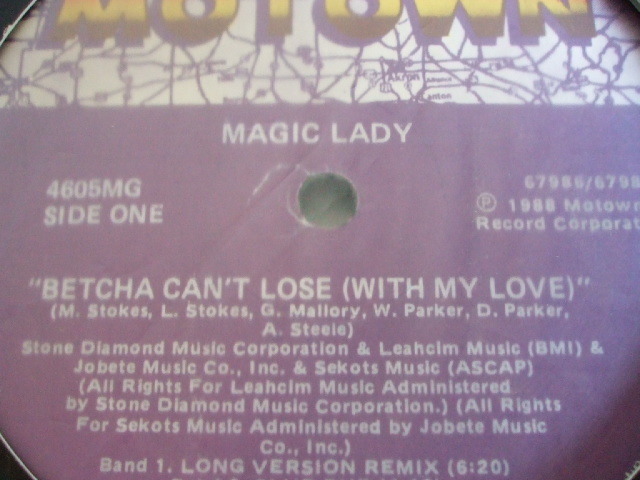 MOTOWN
Akron
Canton
MAGIC LADY
4605MG
SIDE ONE
67986/6798
℗ 1988 Motown
Record Corporat
"BETCHA CAN'T LOSE (WITH MY LOVE)"
(M. Stokes, L. Stokes, G. Mallory, W. Parker, D. Parker,
A. Steele)
Stone Diamond Music Corporation & Leahcim Music (BMI) &
Jobete Music Co., Inc. & Sekots Music (ASCAP)
(All Rights For Leahcim Music Administered
by Stone Diamond Music Corporation.) (All Rights
For Sekots Music Administered by Jobete Music
Co., Inc.)
Band 1. LONG VERSION REMIX (6:20)